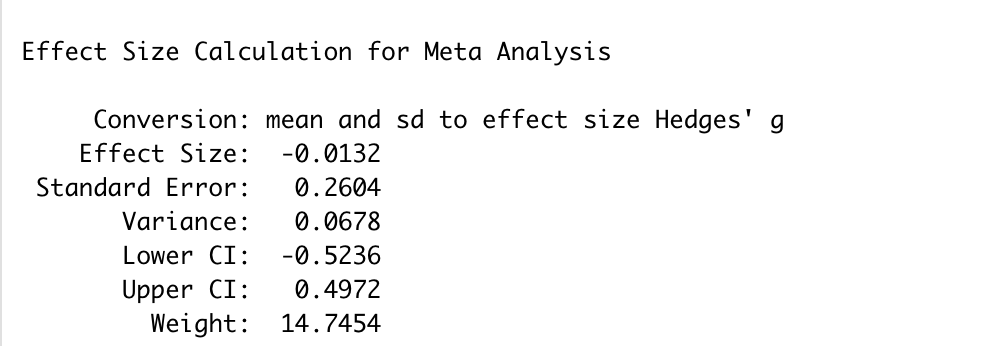 Effect Size Calculation for Meta Analysis
Conversion: mean and sd to effect size Hedges' g
Effect Size: -0.0132
Standard Error: 0.2604
Variance: 0.0678
Lower CI: -0.5236
Upper CI: 0.4972
Weight: 14.7454